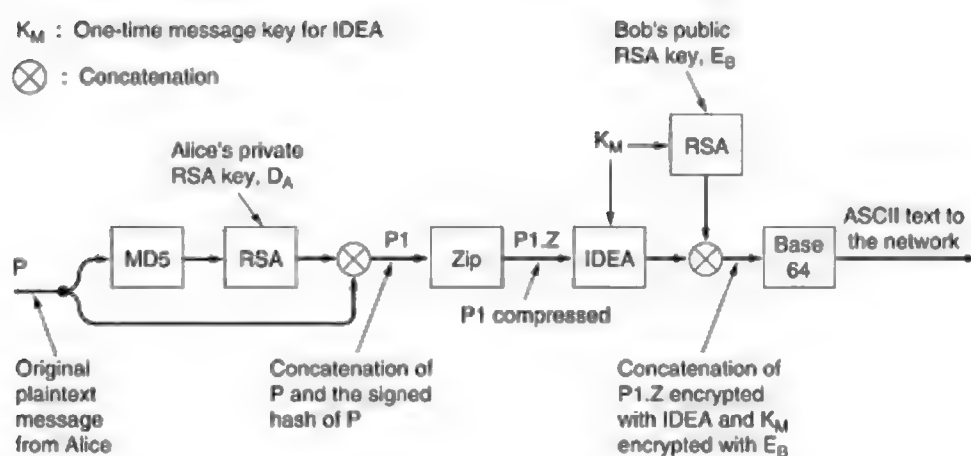 K_M : One-time message key for IDEA
⊗ : Concatenation
Bob's public
RSA key, E_B
Alice's private
RSA key, D_A
K_M
RSA
ASCII text to
the network
P
MD5
RSA
P1
Zip
P1.Z
IDEA
Base
64
P1 compressed
Original
plaintext
message
from Alice
Concatenation of
P and the signed
hash of P
Concatenation of
P1.Z encrypted
with IDEA and K_M
encrypted with E_B